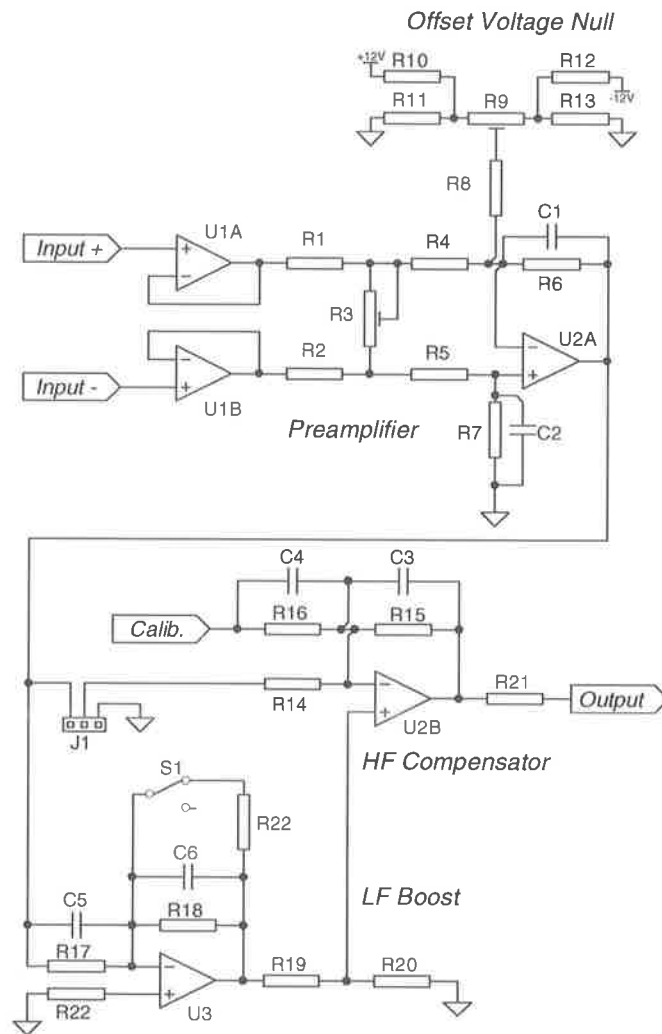 Offset Voltage Null
+12V R10 R12
R11 R9 R13 -12V
R8
C1
Input + U1A R1 R4
R6
R3
U2A
R2 R5
Input - U1B
Preamplifier R7 C2
C4 C3
R16 R15
Calib.
R14 R21 Output
U2B
J1
S1 HF Compensator
R22
C6
LF Boost
C5 R18
R17
R19 R20
R22 U3